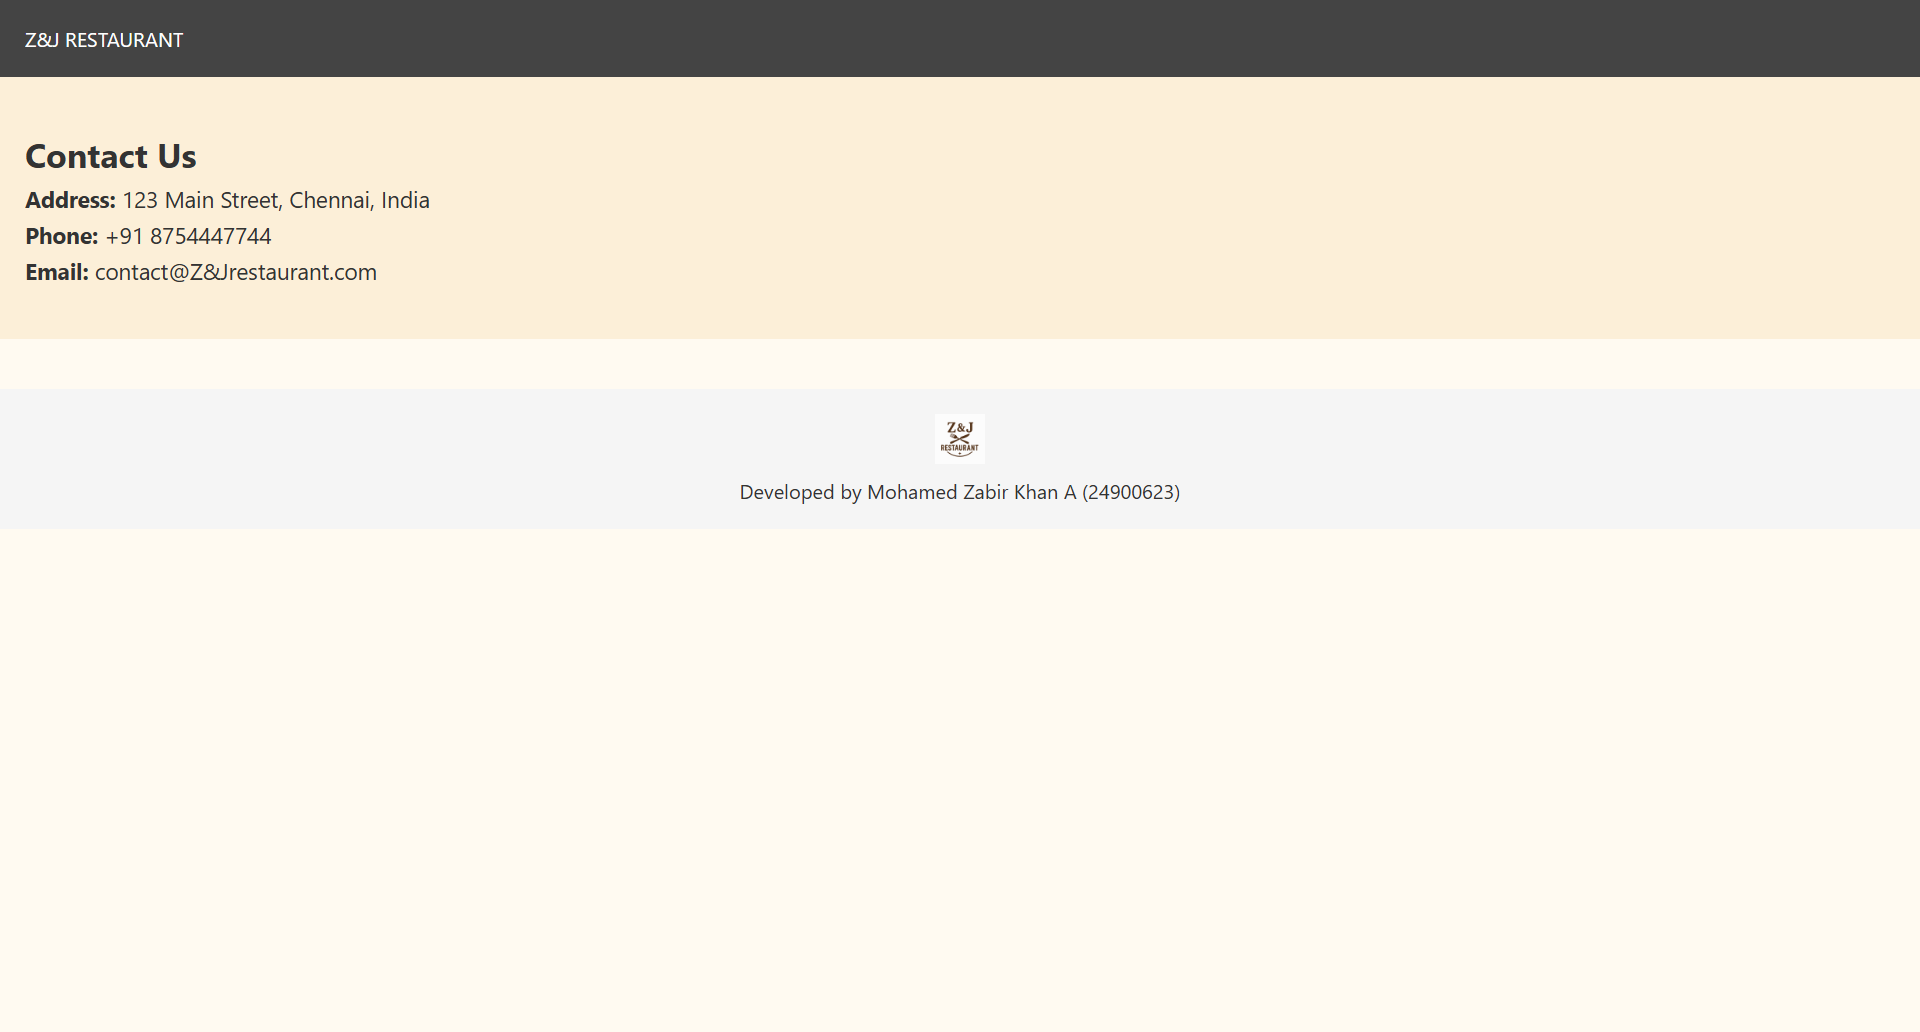 Z&J RESTAURANT
Contact Us
Address: 123 Main Street, Chennai, India
Phone: +91 8754447744
Email: contact@Z&Jrestaurant.com
Z&J
RESTAURANT
Developed by Mohamed Zabir Khan A (24900623)